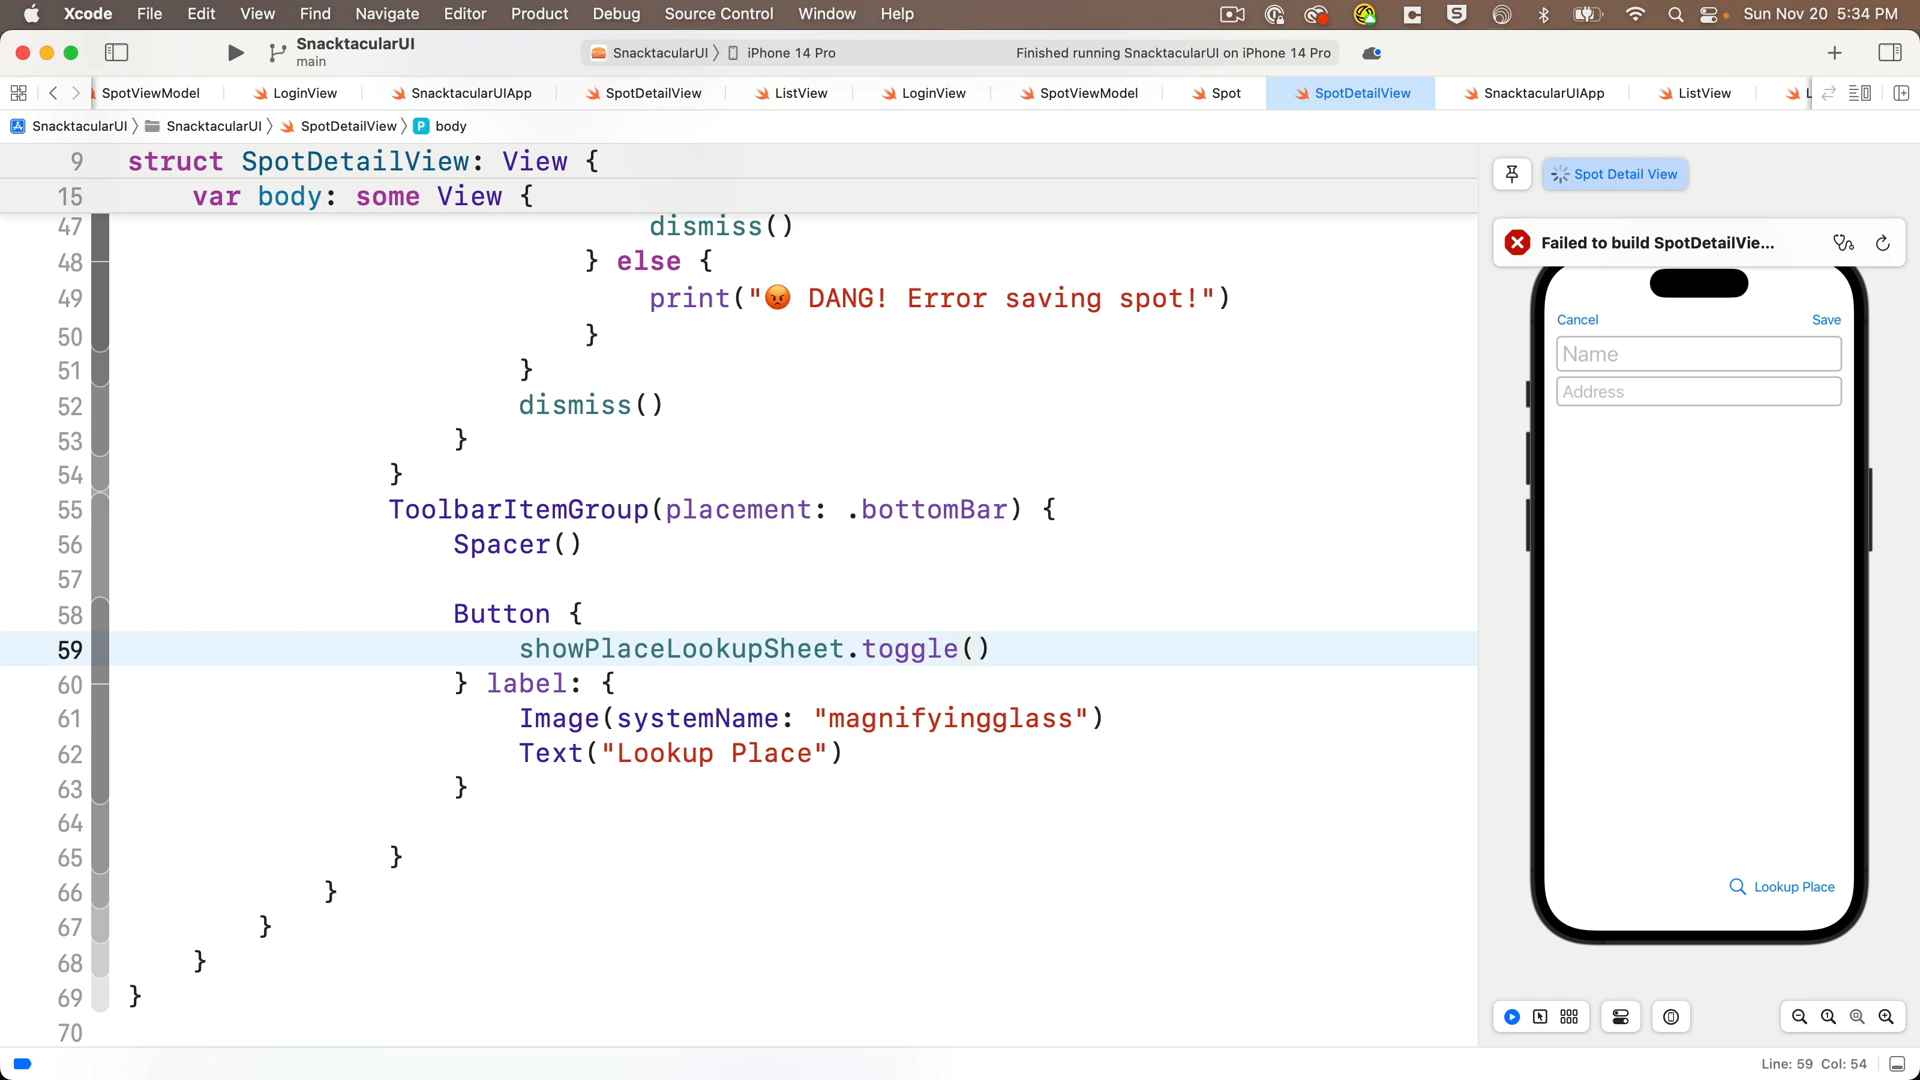 Xcode File Edit View Find Navigate Editor Product Debug Source Control Window Help Sun Nov 20 5:34 PM
SnacktacularUI
main
SnacktacularUI 〉 iPhone 14 Pro Finished running SnacktacularUI on iPhone 14 Pro
SpotViewModel LoginView SnacktacularUIApp SpotDetailView ListView LoginView SpotViewModel Spot SpotDetailView SnacktacularUIApp ListView L
SnacktacularUI 〉 SnacktacularUI 〉 SpotDetailView 〉 P body
9 struct SpotDetailView: View {
15 var body: some View {
47 dismiss()
48 } else {
49 print("😡 DANG! Error saving spot!")
50 }
51 }
52 dismiss()
53 }
54 }
55 ToolbarItemGroup(placement: .bottomBar) {
56 Spacer()
57
58 Button {
59 showPlaceLookupSheet.toggle()
60 } label: {
61 Image(systemName: "magnifyingglass")
62 Text("Lookup Place")
63 }
64
65 }
66 }
67 }
68 }
69 }
70
Spot Detail View
Failed to build SpotDetailVie...
Cancel Save
Name
Address
Lookup Place
Line: 59 Col: 54